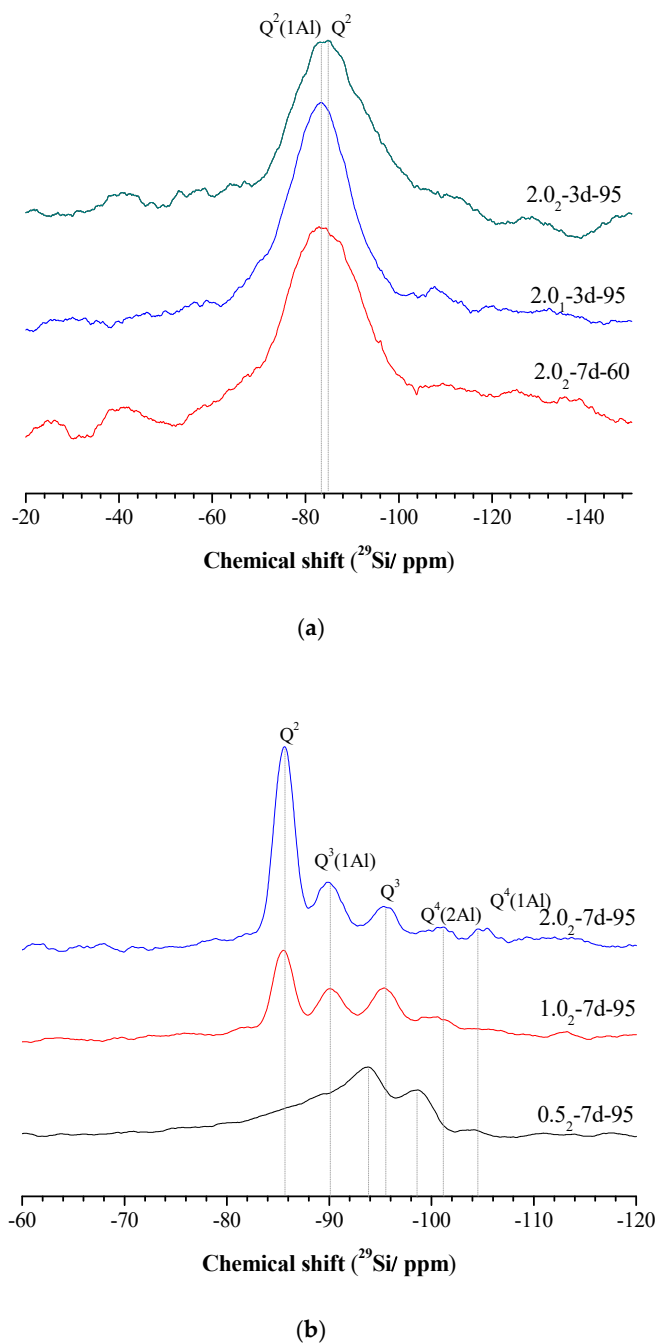 Q²(1Al) Q²
2.0₂-3d-95
2.0₁-3d-95
2.0₂-7d-60
-20 -40 -60 -80 -100 -120 -140
Chemical shift (²⁹Si/ ppm)
(a)
Q²
Q³(1Al)
Q³
Q⁴(2Al)
Q⁴(1Al)
2.0₂-7d-95
1.0₂-7d-95
0.5₂-7d-95
-60 -70 -80 -90 -100 -110 -120
Chemical shift (²⁹Si/ ppm)
(b)